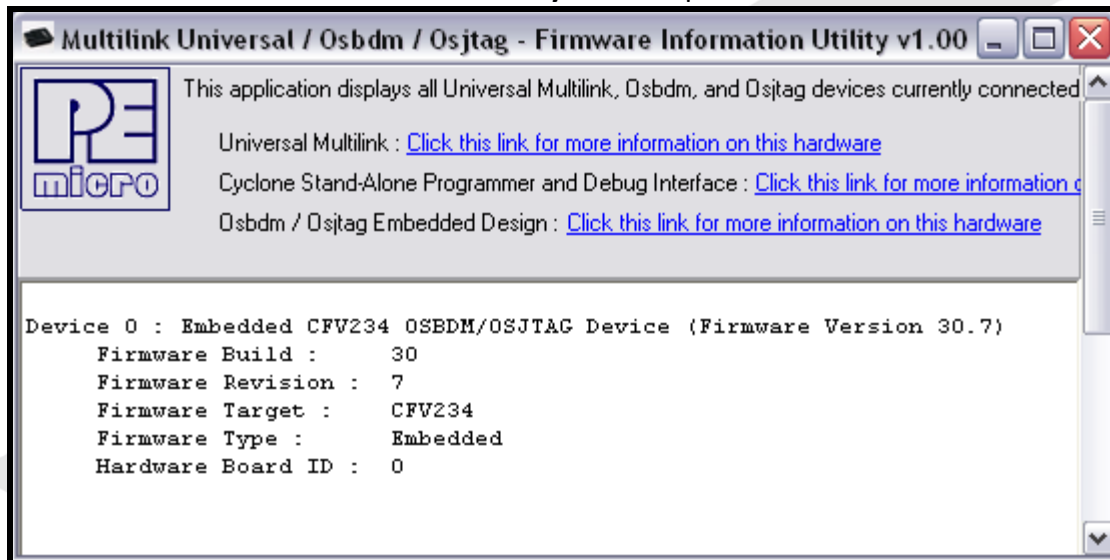 Multilink Universal / Osbdm / Osjtag - Firmware Information Utility v1.00
PE
micro
This application displays all Universal Multilink, Osbdm, and Osjtag devices currently connected
Universal Multilink : Click this link for more information on this hardware
Cyclone Stand-Alone Programmer and Debug Interface : Click this link for more information
Osbdm / Osjtag Embedded Design : Click this link for more information on this hardware
Device 0 : Embedded CFV234 OSBDM/OSJTAG Device (Firmware Version 30.7)
Firmware Build : 30
Firmware Revision : 7
Firmware Target : CFV234
Firmware Type : Embedded
Hardware Board ID : 0